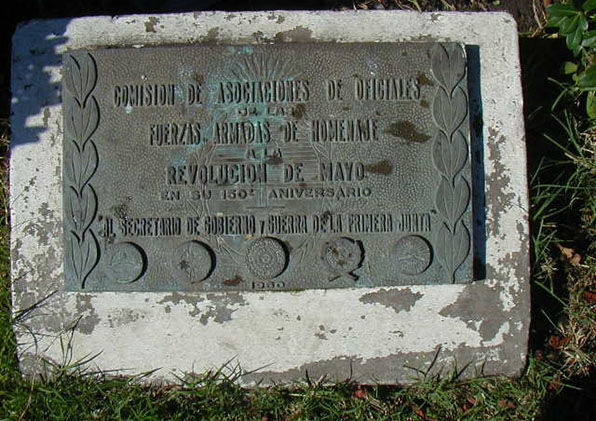 COMISION DE ASOCIACIONES DE OFICIALES
DE LAS
FUERZAS ARMADAS DE HOMENAJE
A LA
REVOLUCION DE MAYO
EN SU 150º ANIVERSARIO
"AL SECRETARIO DE GOBIERNO Y GUERRA DE LA PRIMERA JUNTA"
1960